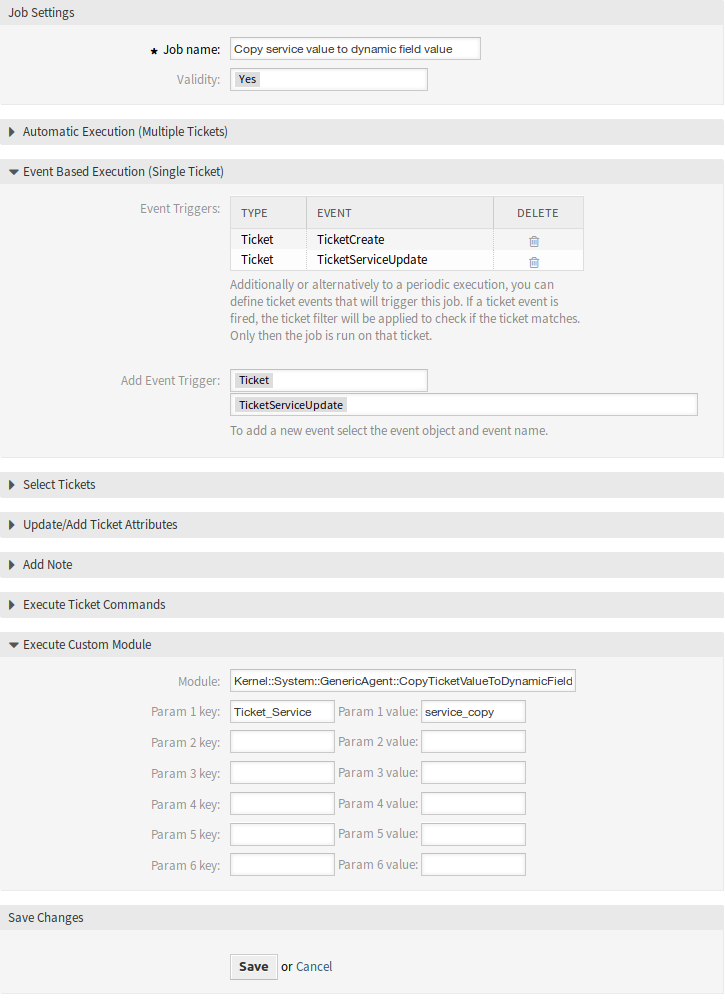 Job Settings
★ Job name: Copy service value to dynamic field value
Validity: Yes
Automatic Execution (Multiple Tickets)
Event Based Execution (Single Ticket)
Event Triggers: TYPE EVENT DELETE
Ticket TicketCreate
Ticket TicketServiceUpdate
Additionally or alternatively to a periodic execution, you can
define ticket events that will trigger this job. If a ticket event is
fired, the ticket filter will be applied to check if the ticket matches.
Only then the job is run on that ticket.
Add Event Trigger: Ticket
TicketServiceUpdate
To add a new event select the event object and event name.
Select Tickets
Update/Add Ticket Attributes
Add Note
Execute Ticket Commands
Execute Custom Module
Module: Kernel::System::GenericAgent::CopyTicketValueToDynamicField
Param 1 key: Ticket_Service Param 1 value: service_copy
Param 2 key: Param 2 value:
Param 3 key: Param 3 value:
Param 4 key: Param 4 value:
Param 5 key: Param 5 value:
Param 6 key: Param 6 value:
Save Changes
Save or Cancel